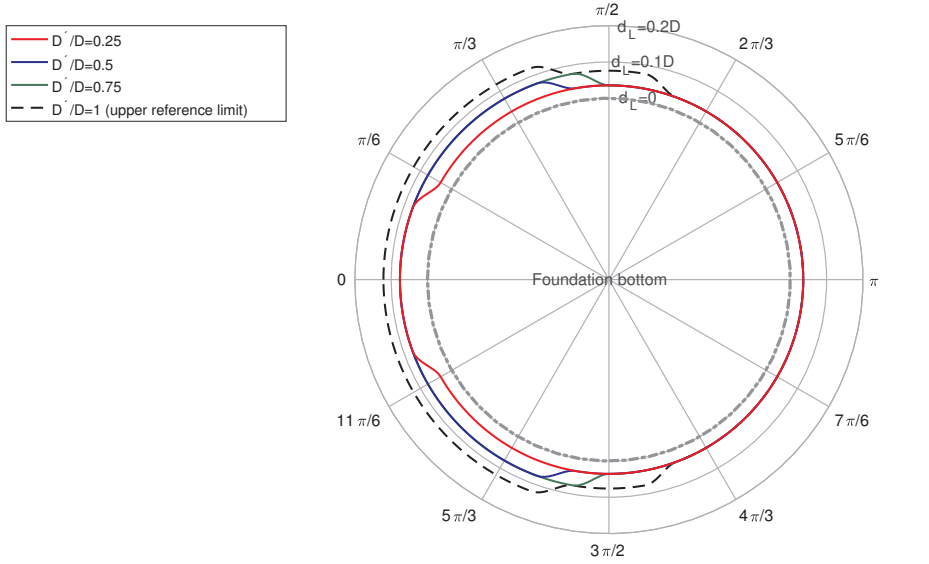 D´/D=0.25
D´/D=0.5
D´/D=0.75
D´/D=1 (upper reference limit)
π/2
d_L=0.2D
π/3
2π/3
d_L=0.1D
d_L=0
π/6
5π/6
0
Foundation bottom
π
11π/6
7π/6
5π/3
4π/3
3π/2